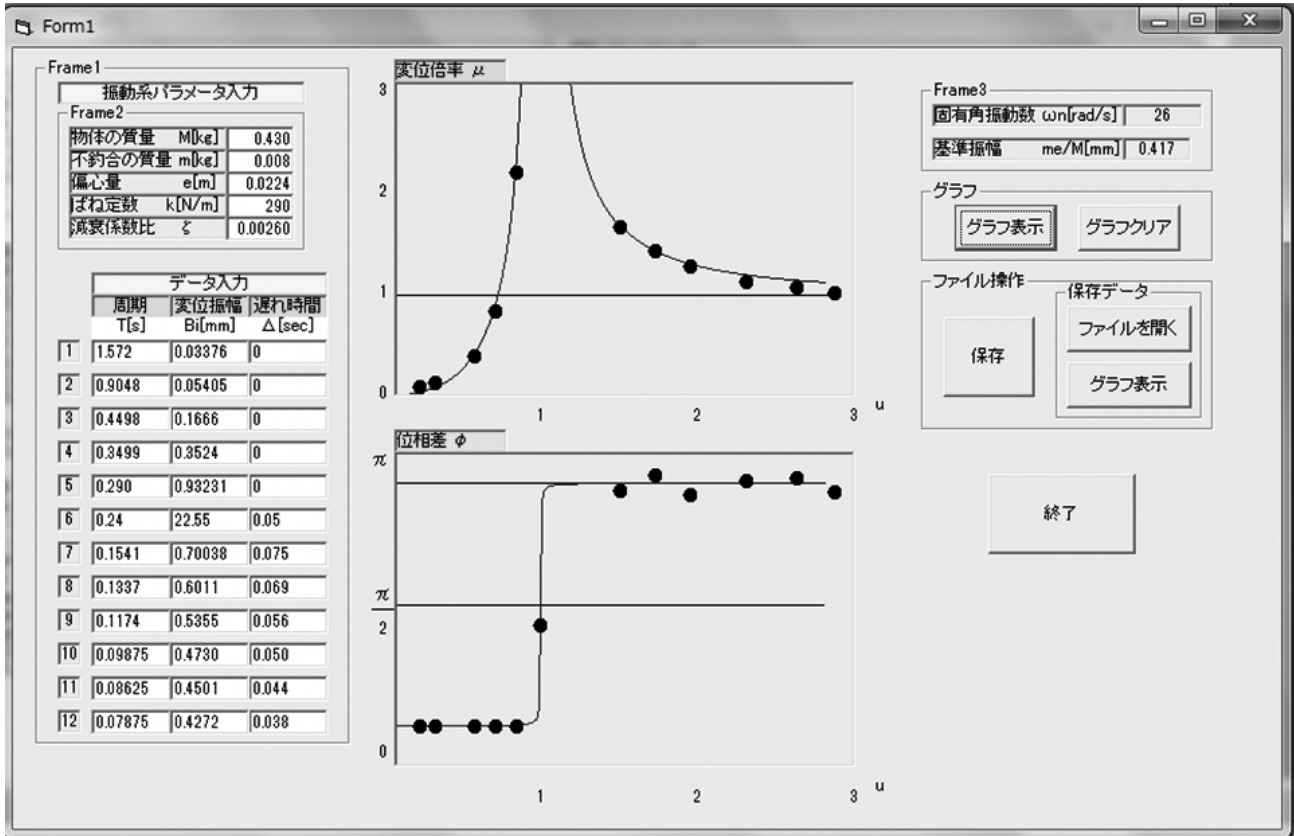 Form1
Frame1
振動系パラメータ入力
Frame2
物体の質量 M[kg] 0.430
不釣合の質量 m[kg] 0.008
偏心量 e[m] 0.0224
ばね定数 k[N/m] 290
減衰係数比 ζ 0.00260
データ入力
周期 変位振幅 遅れ時間
T[s] Bi[mm] Δ[sec]
1 1.572 0.03376 0
2 0.9048 0.05405 0
3 0.4498 0.1666 0
4 0.3499 0.3524 0
5 0.290 0.93231 0
6 0.24 22.55 0.05
7 0.1541 0.70038 0.075
8 0.1337 0.6011 0.069
9 0.1174 0.5355 0.056
10 0.09875 0.4730 0.050
11 0.08625 0.4501 0.044
12 0.07875 0.4272 0.038
変位倍率 μ
3
2
1
0
1 2 3 u
位相差 φ
π
π
2
0
1 2 3 u
Frame3
固有角振動数 ωn[rad/s] 26
基準振幅 me/M[mm] 0.417
グラフ
グラフ表示 グラフクリア
ファイル操作
保存
保存データ
ファイルを開く
グラフ表示
終了